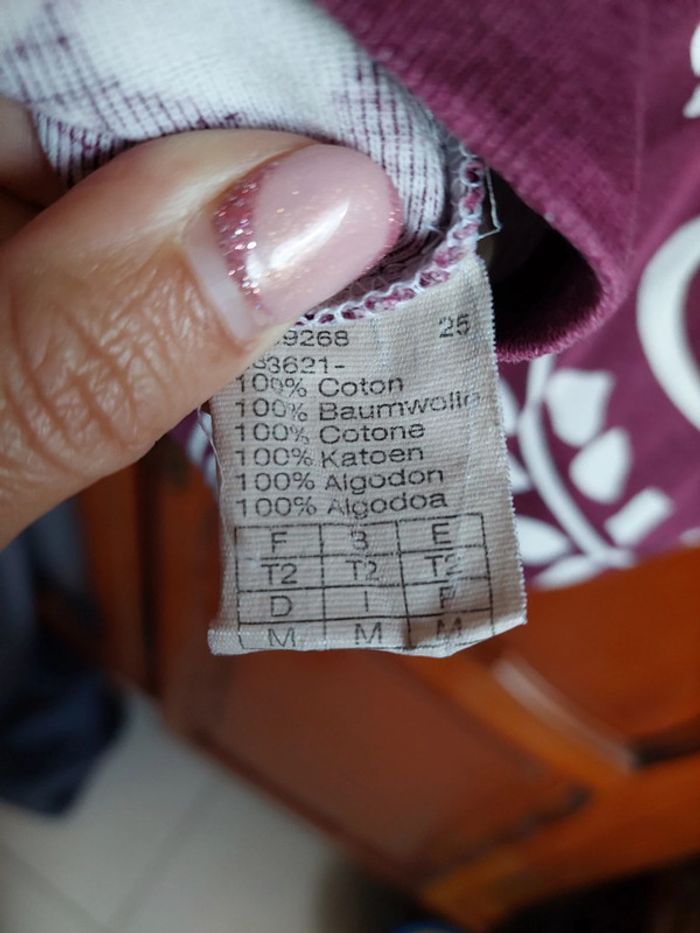 9268 25
3621-
100% Coton
100% Baumwolle
100% Cotone
100% Katoen
100% Algodon
100% Algodoa
F B E
T2 T2 T2
D I P
M M M